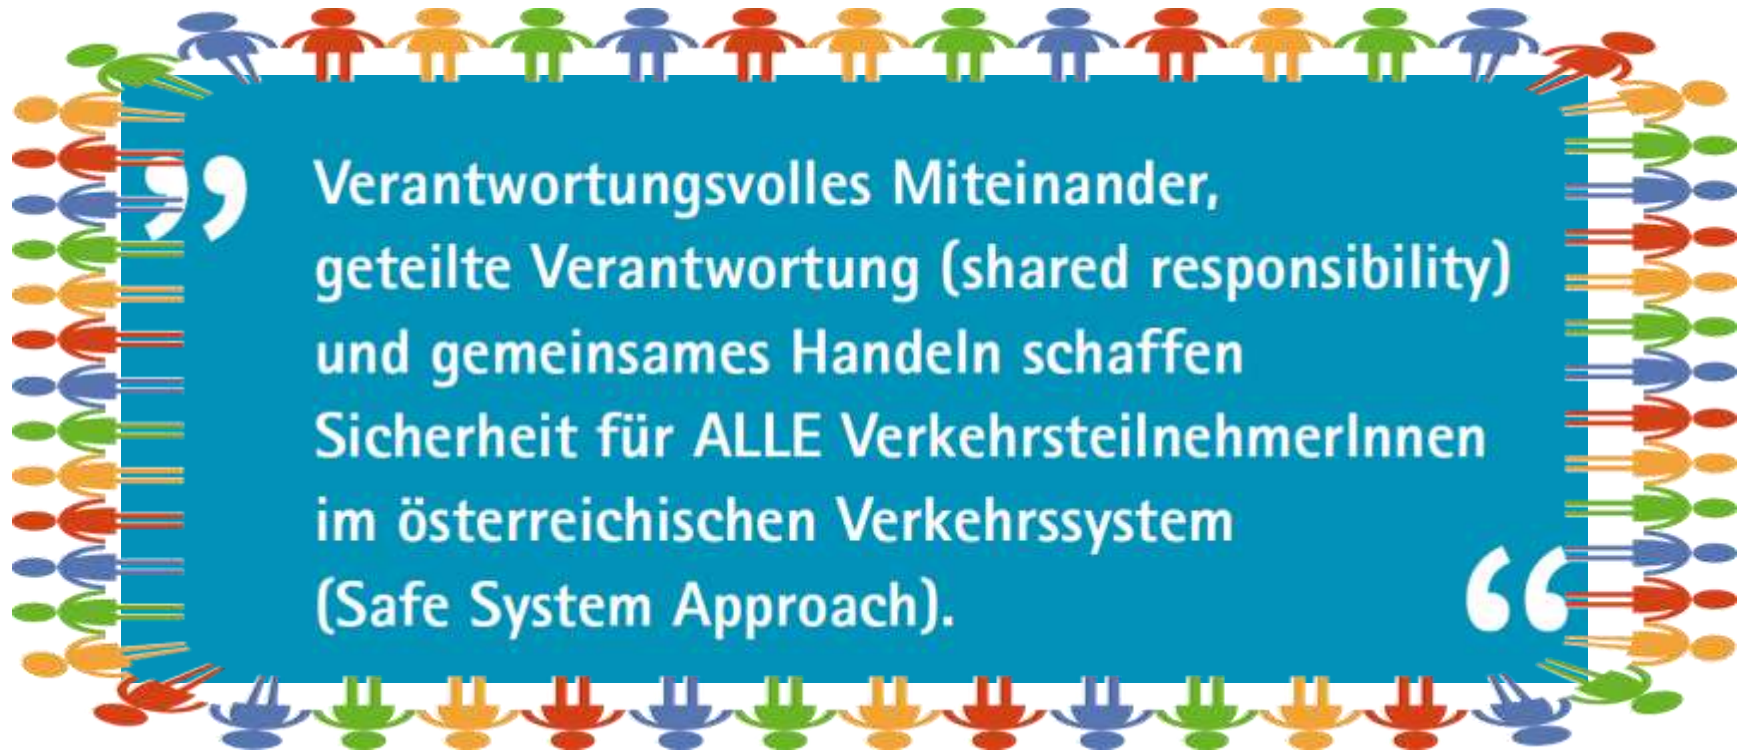 ” Verantwortungsvolles Miteinander,
geteilte Verantwortung (shared responsibility)
und gemeinsames Handeln schaffen
Sicherheit für ALLE VerkehrsteilnehmerInnen
im österreichischen Verkehrssystem
(Safe System Approach). “